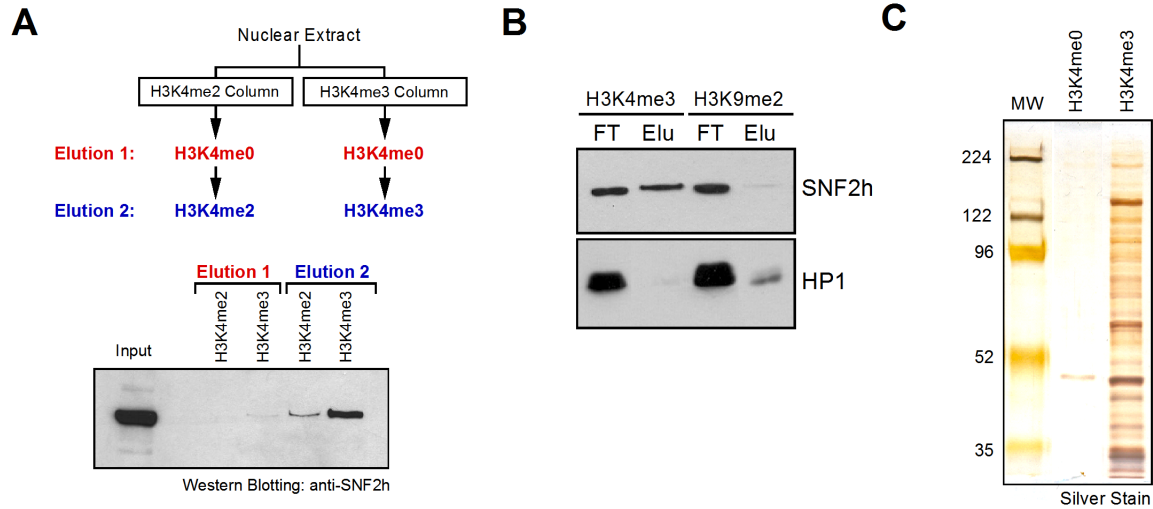 A
Nuclear Extract
H3K4me2 Column
H3K4me3 Column
Elution 1: H3K4me0 H3K4me0
Elution 2: H3K4me2 H3K4me3
Elution 1 Elution 2
Input H3K4me2 H3K4me3 H3K4me2 H3K4me3
Western Blotting: anti-SNF2h
B
H3K4me3 H3K9me2
FT Elu FT Elu
SNF2h
HP1
C
MW H3K4me0 H3K4me3
224
122
96
52
35
Silver Stain